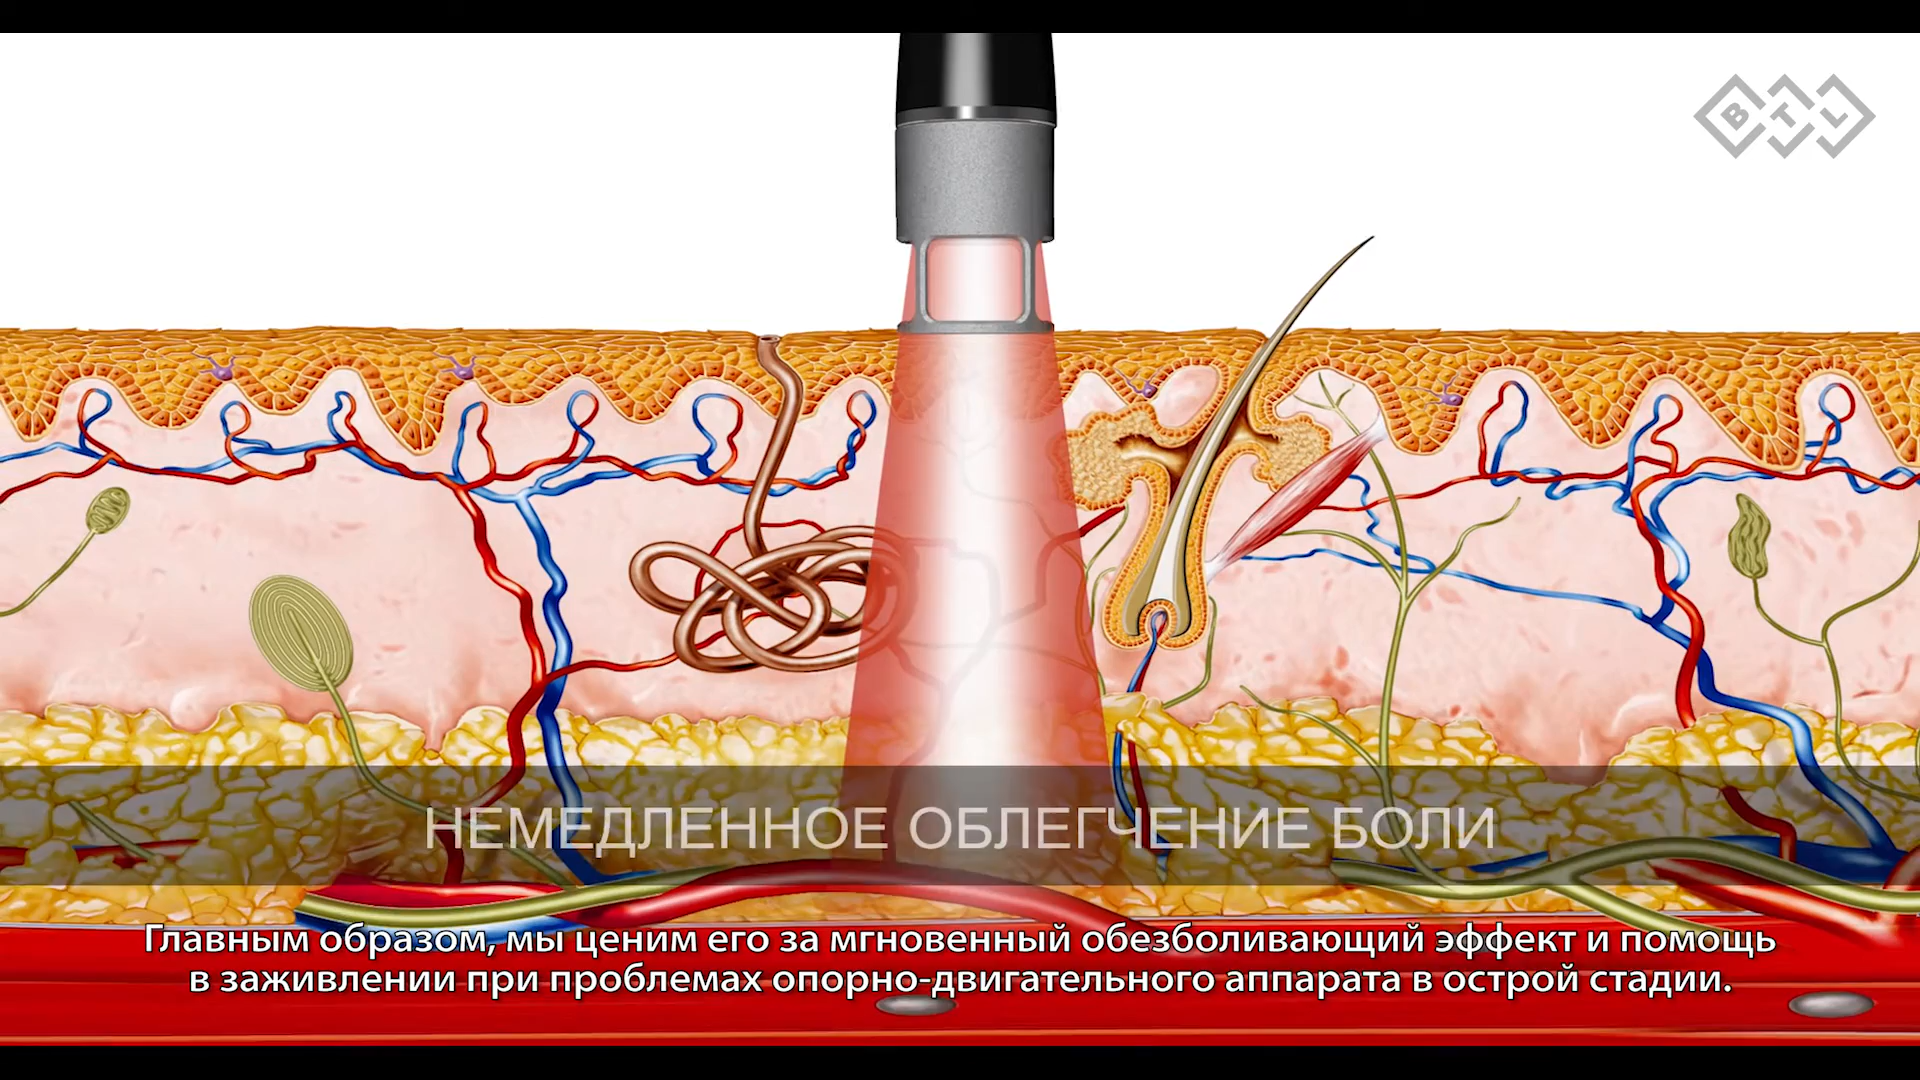 BTL
НЕМЕДЛЕННОЕ ОБЛЕГЧЕНИЕ БОЛИ
Главным образом, мы ценим его за мгновенный обезболивающий эффект и помощь
в заживлении при проблемах опорно-двигательного аппарата в острой стадии.